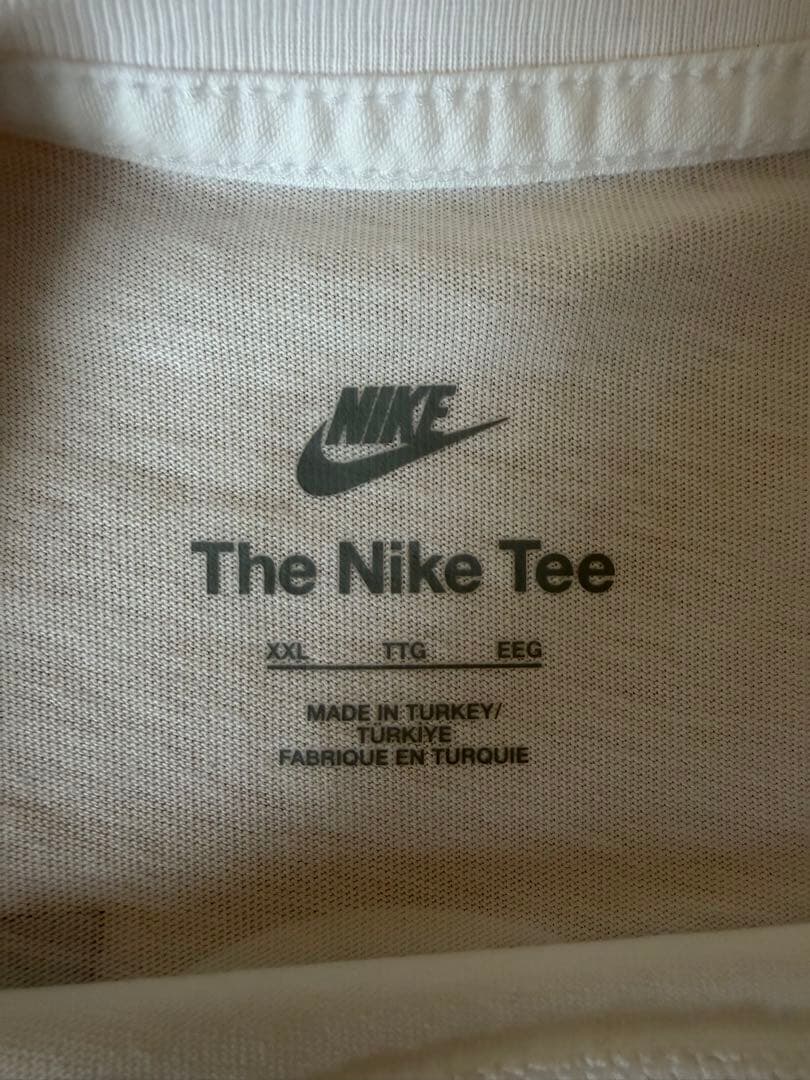 NIKE
The Nike Tee
XXL TTG EEG
MADE IN TURKEY/
TURKIYE
FABRIQUE EN TURQUIE